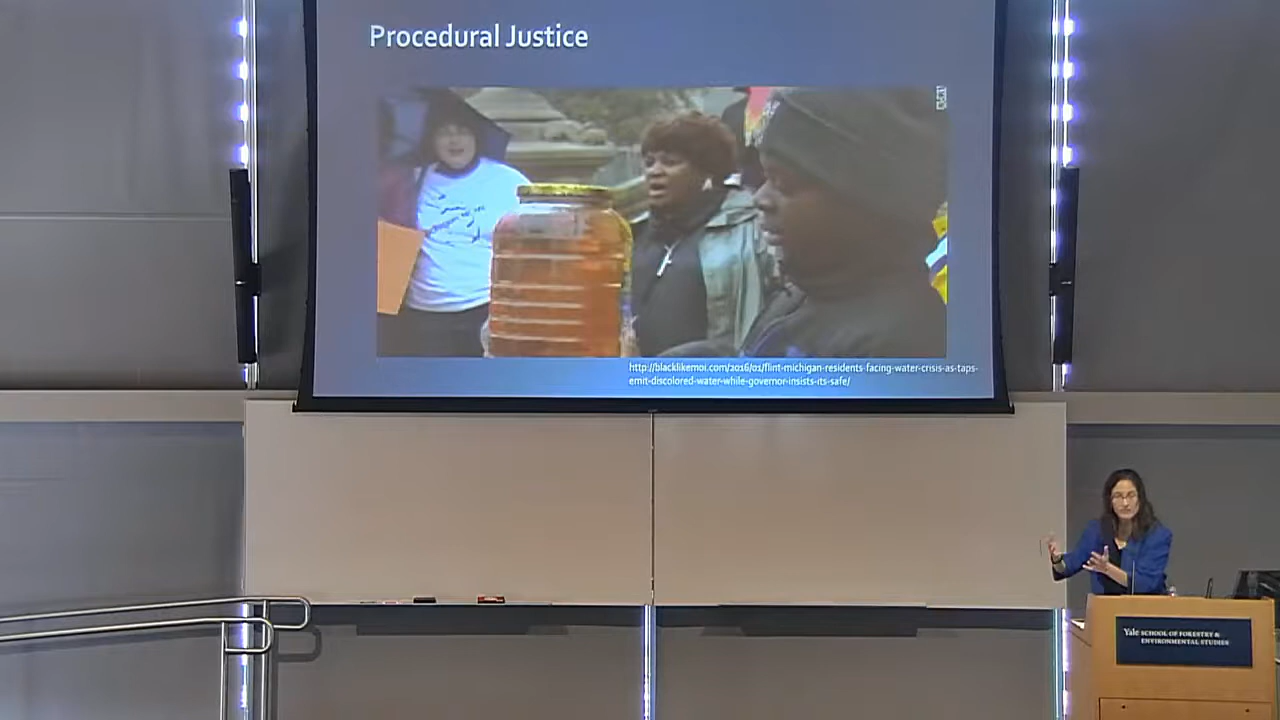 Procedural Justice
http://blacklikemoi.com/2016/01/flint-michigan-residents-facing-water-crisis-as-taps-
emit-discolored-water-while-governor-insists-its-safe/
Yale SCHOOL OF FORESTRY &
ENVIRONMENTAL STUDIES